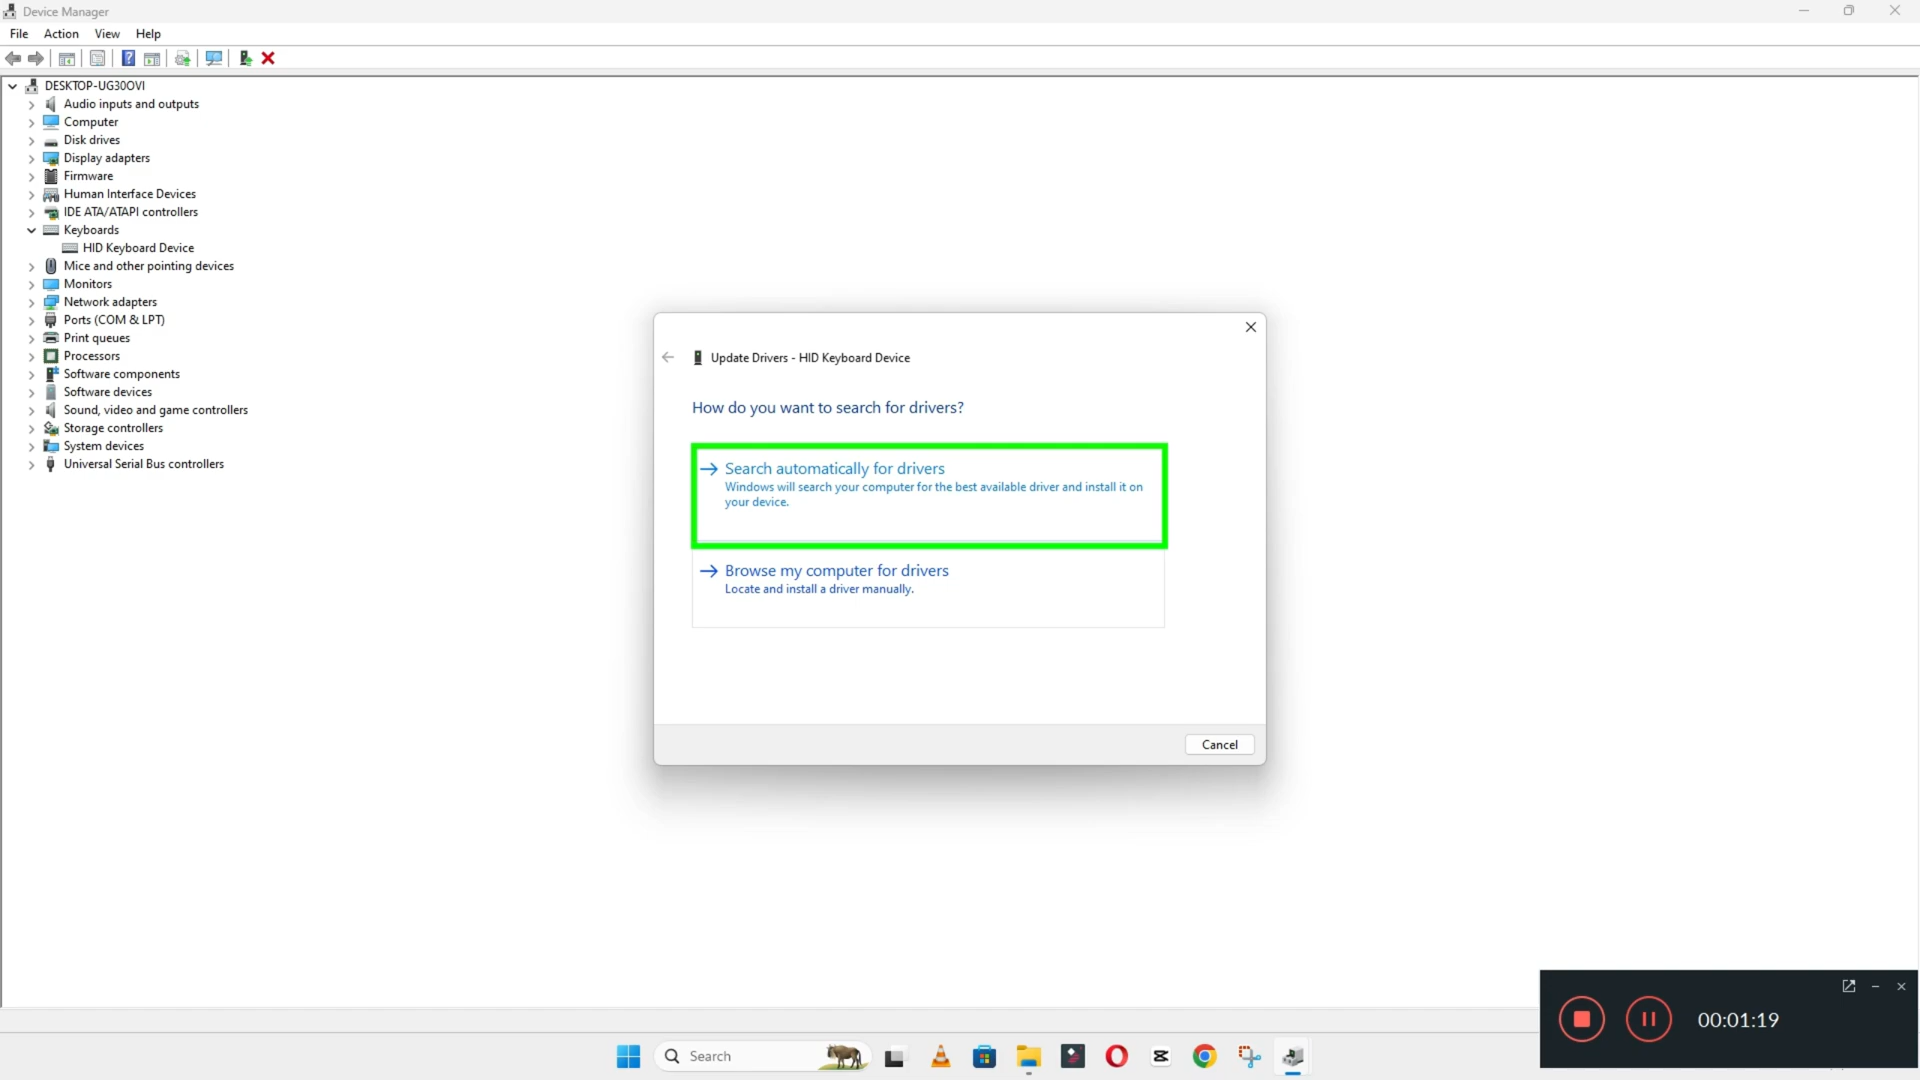 Device Manager
File Action View Help
DESKTOP-UG30OVI
Audio inputs and outputs
Computer
Disk drives
Display adapters
Firmware
Human Interface Devices
IDE ATA/ATAPI controllers
Keyboards
HID Keyboard Device
Mice and other pointing devices
Monitors
Network adapters
Ports (COM & LPT)
Print queues
Processors
Software components
Software devices
Sound, video and game controllers
Storage controllers
System devices
Universal Serial Bus controllers
Update Drivers - HID Keyboard Device
How do you want to search for drivers?
Search automatically for drivers
Windows will search your computer for the best available driver and install it on
your device.
Browse my computer for drivers
Locate and install a driver manually.
Cancel
00:01:19
Search